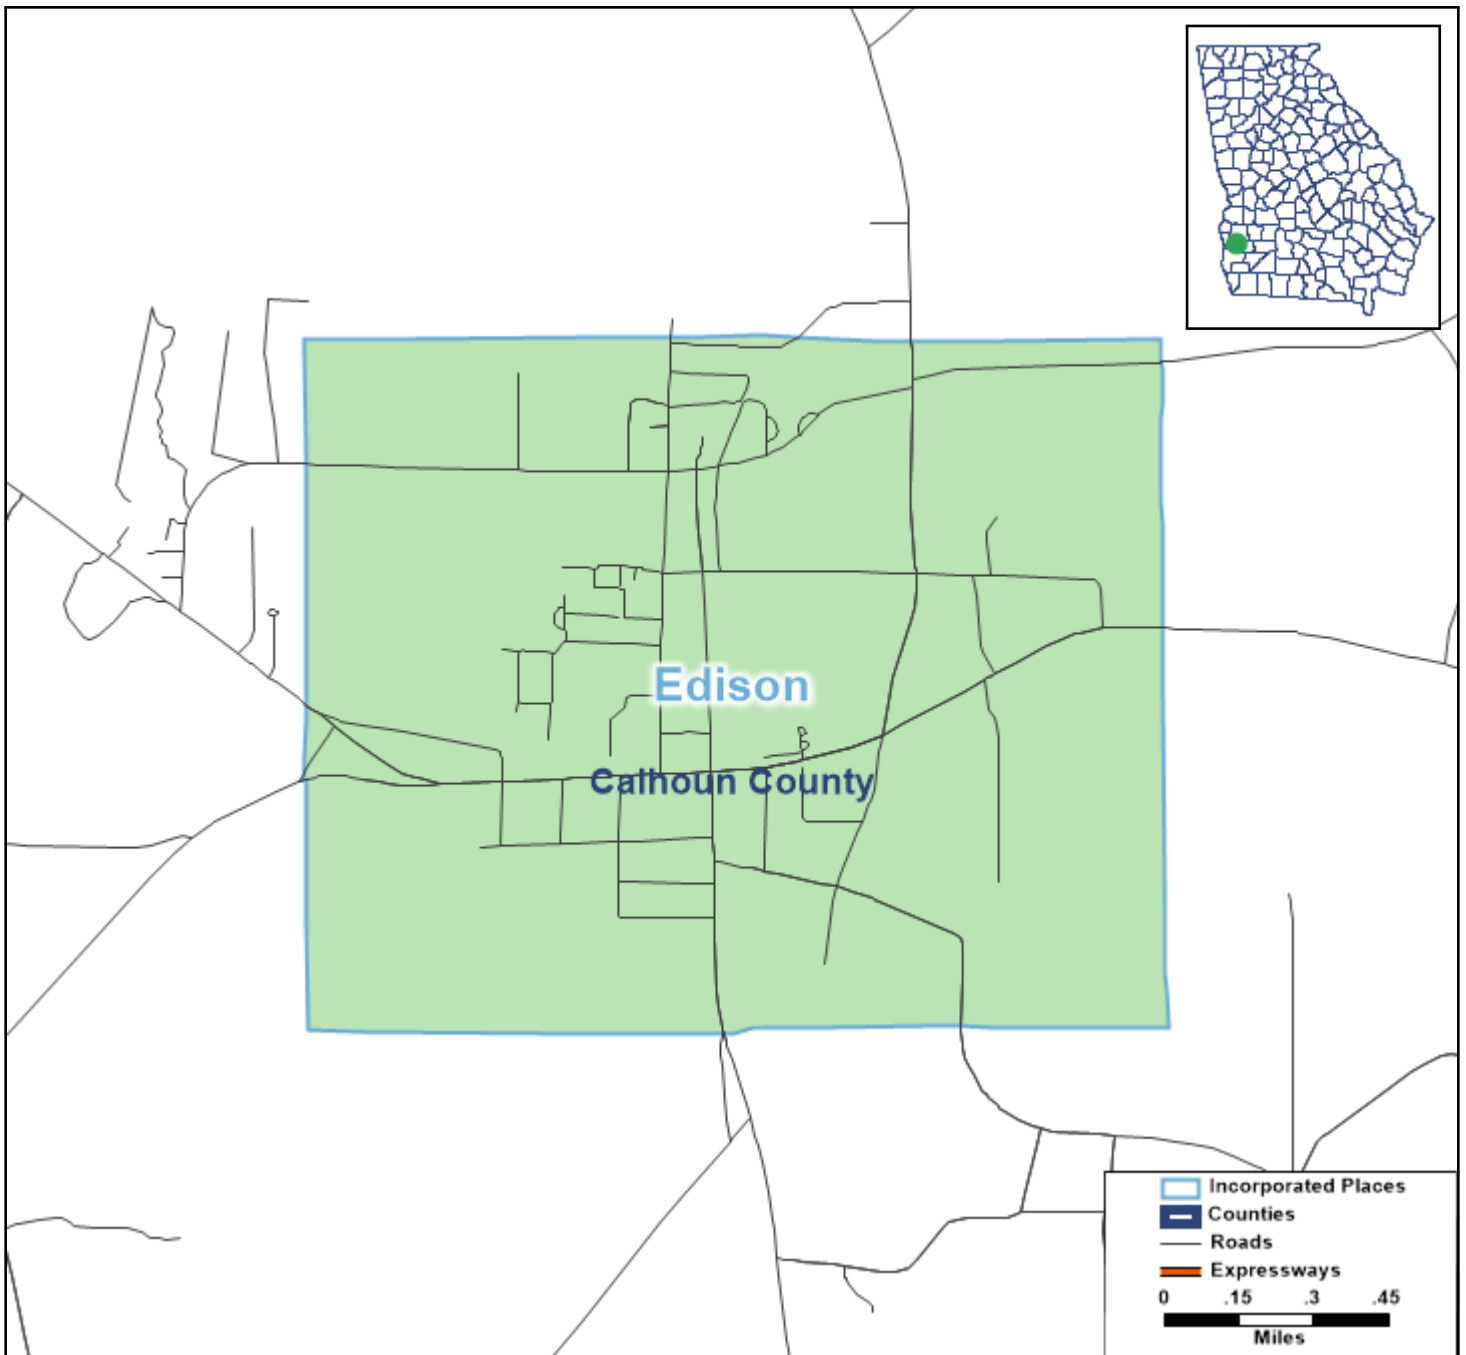 Edison
Calhoun County
Incorporated Places
Counties
Roads
Expressways
0 .15 .3 .45
Miles